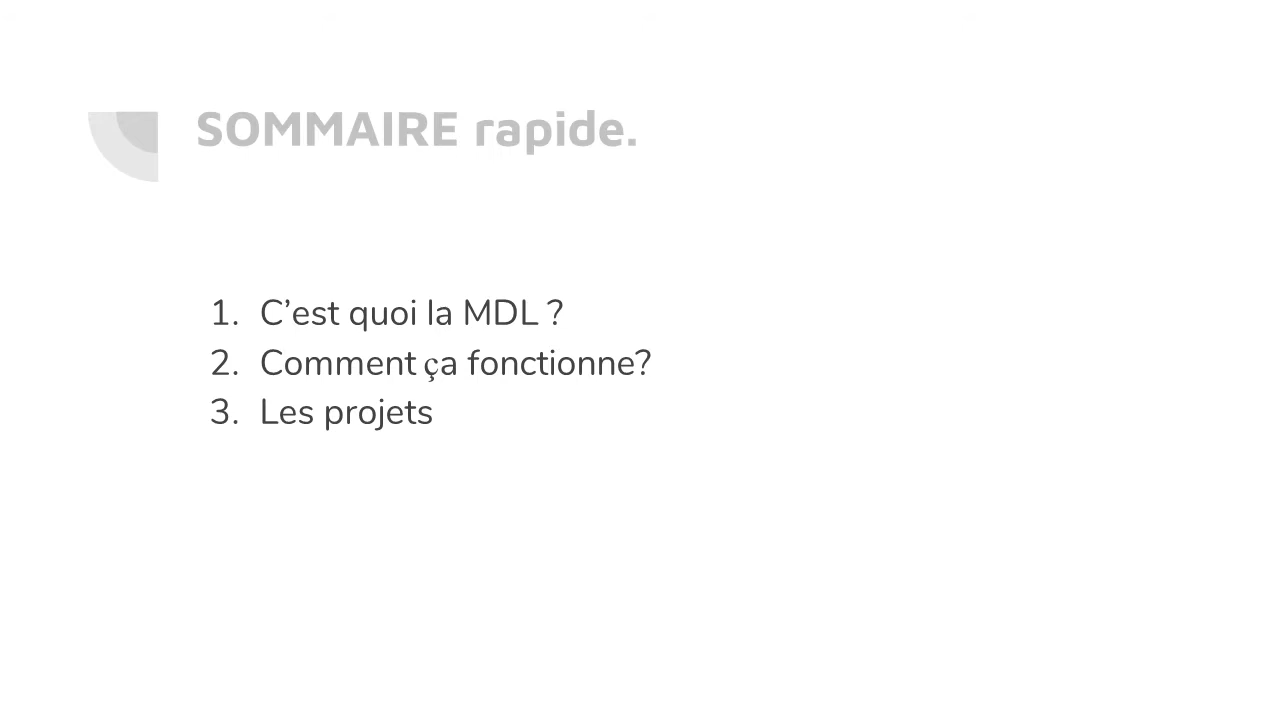 SOMMAIRE rapide.
1. C’est quoi la MDL ?
2. Comment ça fonctionne?
3. Les projets